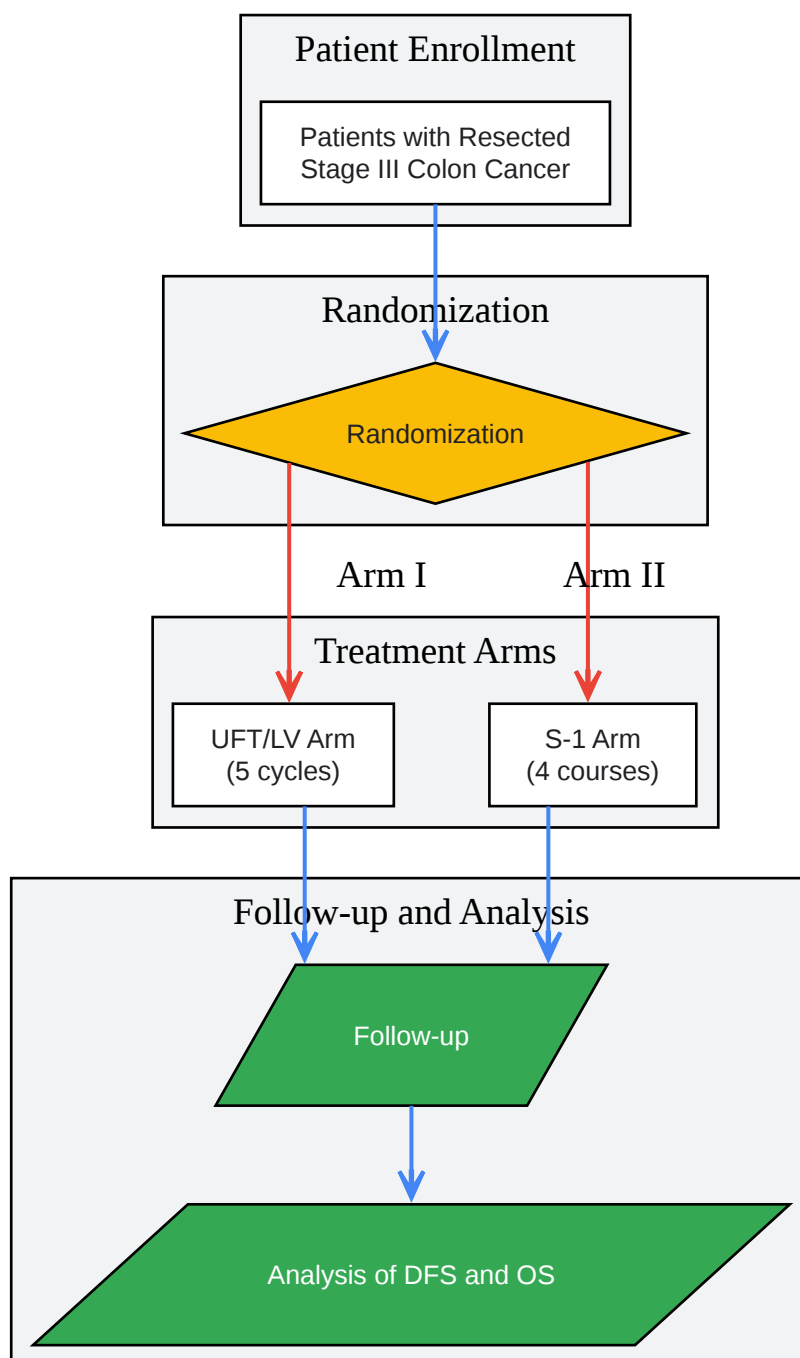 Patient Enrollment
Patients with Resected
Stage III Colon Cancer
Randomization
Randomization
Arm I
Arm II
Treatment Arms
UFT/LV Arm
(5 cycles)
S-1 Arm
(4 courses)
Follow-up and Analysis
Follow-up
Analysis of DFS and OS